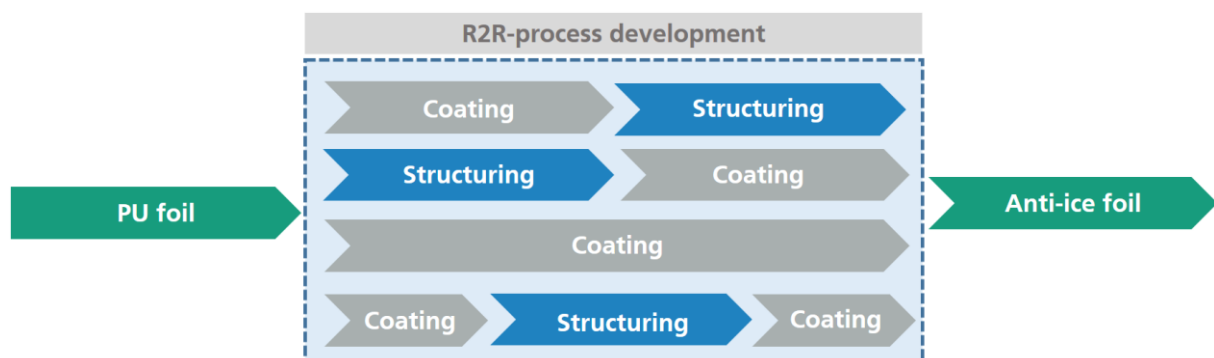 R2R-process development
Coating Structuring
Structuring Coating
PU foil
Anti-ice foil
Coating
Coating Structuring Coating